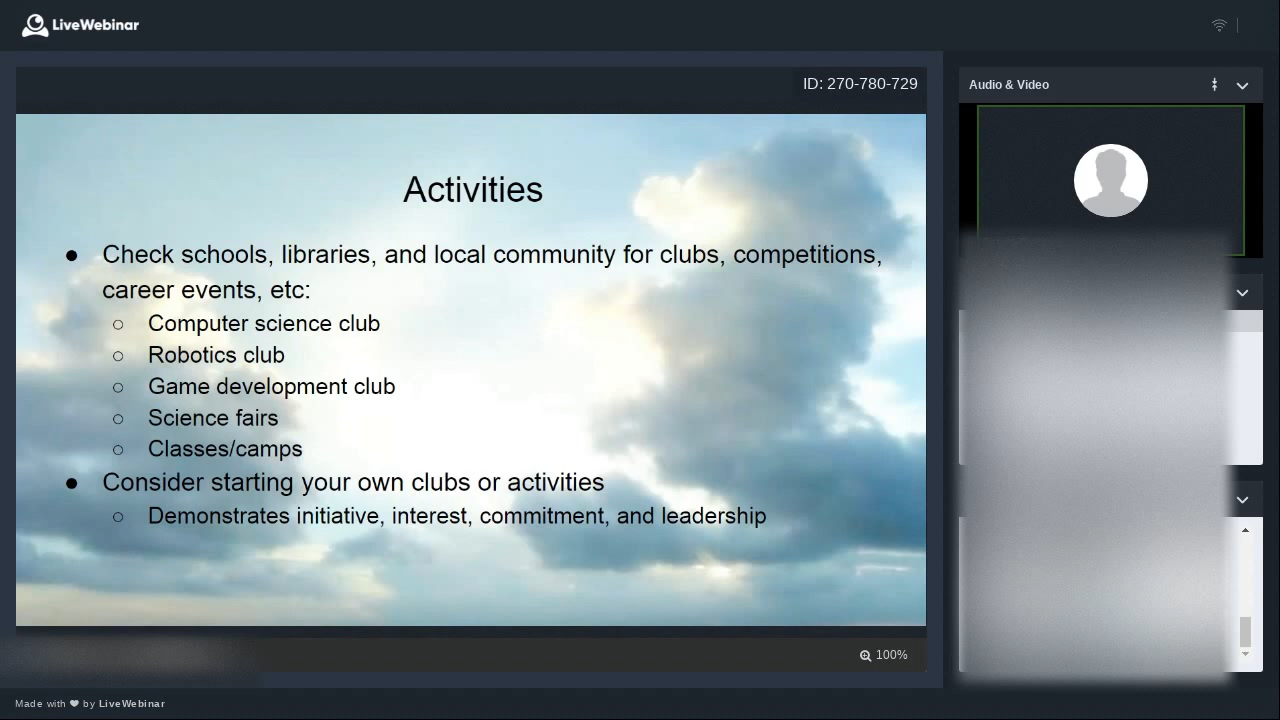 LiveWebinar
ID: 270-780-729
Audio & Video
Activities
● Check schools, libraries, and local community for clubs, competitions,
career events, etc:
○ Computer science club
○ Robotics club
○ Game development club
○ Science fairs
○ Classes/camps
● Consider starting your own clubs or activities
○ Demonstrates initiative, interest, commitment, and leadership
100%
Made with ❤ by LiveWebinar